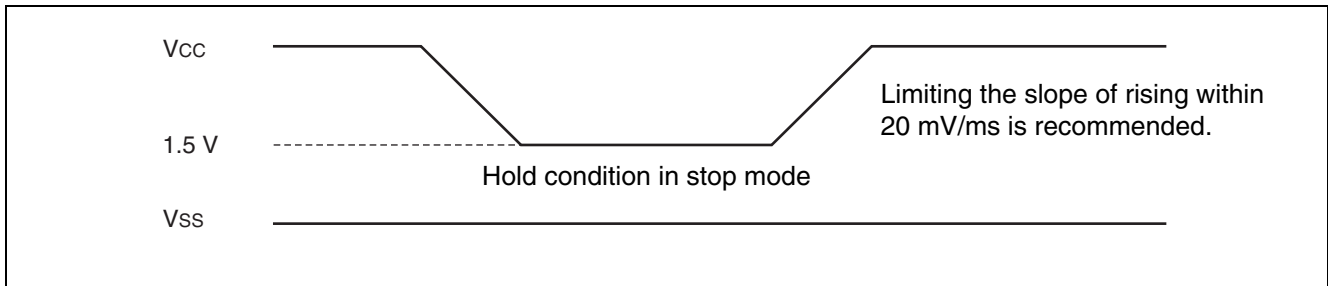 Vcc
Limiting the slope of rising within
20 mV/ms is recommended.
1.5 V
Hold condition in stop mode
Vss